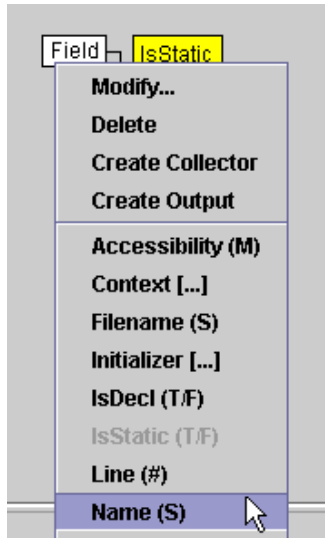 Field IsStatic
Modify...
Delete
Create Collector
Create Output
Accessibility (M)
Context [...]
Filename (S)
Initializer [...]
IsDecl (T/F)
IsStatic (T/F)
Line (#)
Name (S)